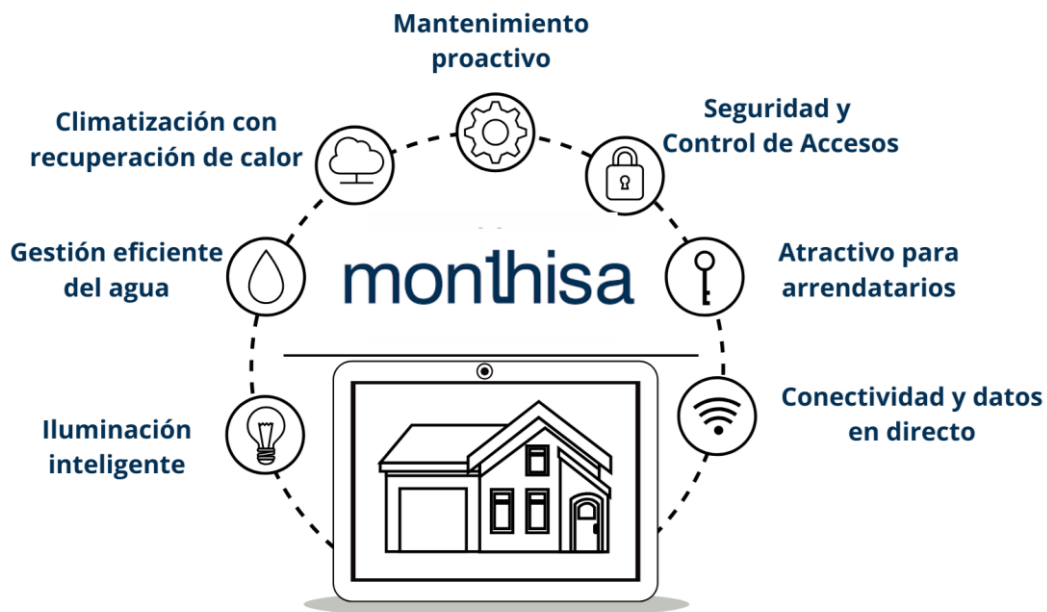 Mantenimiento
proactivo
Climatización con
recuperación de calor
Seguridad y
Control de Accesos
Gestión eficiente
del agua
monthisa
Atractivo para
arrendatarios
Iluminación
inteligente
Conectividad y datos
en directo